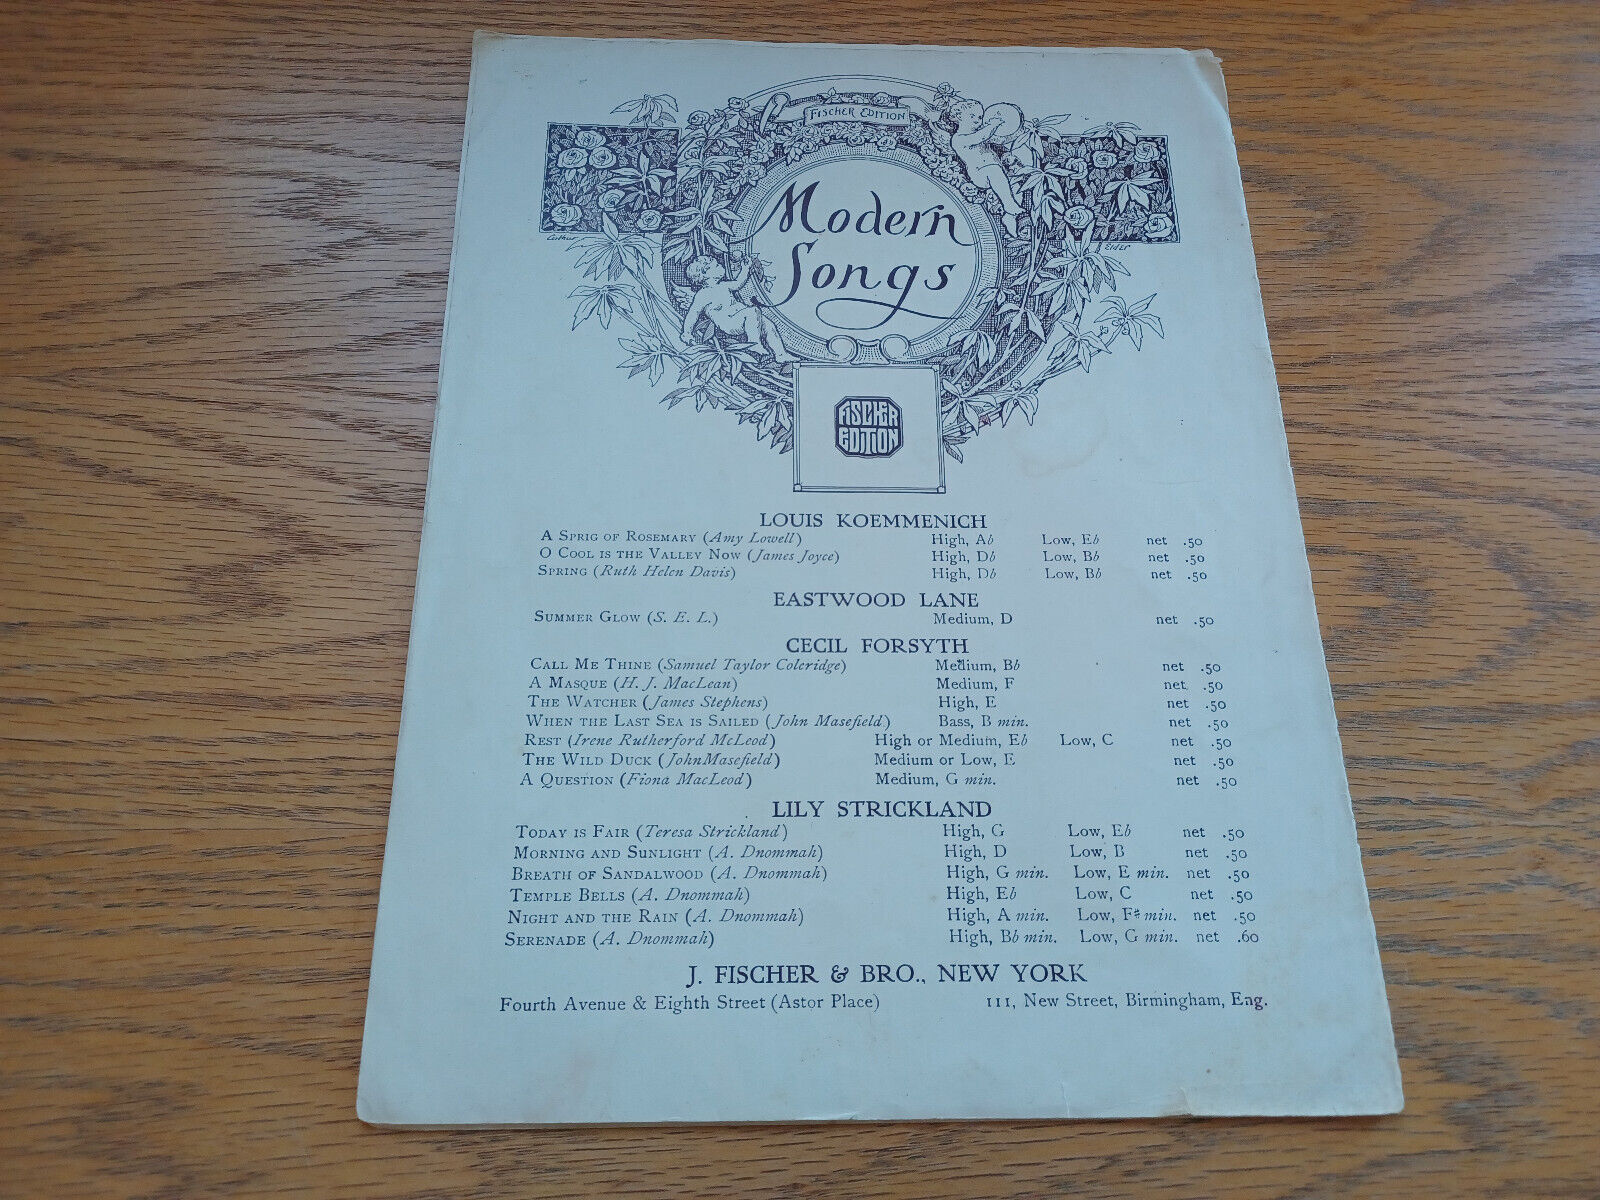 FISCHER EDITION
Modern
Songs
Arthur Elder
FISCHER
EDITION
LOUIS KOEMMENICH
A SPRIG OF ROSEMARY (Amy Lowell) High, Ab Low, Eb net .50
O COOL IS THE VALLEY NOW (James Joyce) High, Db Low, Bb net .50
SPRING (Ruth Helen Davis) High, Db Low, Bb net .50
EASTWOOD LANE
SUMMER GLOW (S. E. L.) Medium, D net .50
CECIL FORSYTH
CALL ME THINE (Samuel Taylor Coleridge) Medium, Bb net .50
A MASQUE (H. J. MacLean) Medium, F net .50
THE WATCHER (James Stephens) High, E net .50
WHEN THE LAST SEA IS SAILED (John Masefield) Bass, B min. net .50
REST (Irene Rutherford McLeod) High or Medium, Eb Low, C net .50
THE WILD DUCK (John Masefield) Medium or Low, E net .50
A QUESTION (Fiona MacLeod) Medium, G min. net .50
LILY STRICKLAND
TODAY IS FAIR (Teresa Strickland) High, G Low, Eb net .50
MORNING AND SUNLIGHT (A. Dnommah) High, D Low, B net .50
BREATH OF SANDALWOOD (A. Dnommah) High, G min. Low, E min. net .50
TEMPLE BELLS (A. Dnommah) High, Eb Low, C net .50
NIGHT AND THE RAIN (A. Dnommah) High, A min. Low, F# min. net .50
SERENADE (A. Dnommah) High, Bb min. Low, G min. net .60
J. FISCHER & BRO., NEW YORK
Fourth Avenue & Eighth Street (Astor Place) 111, New Street, Birmingham, Eng.